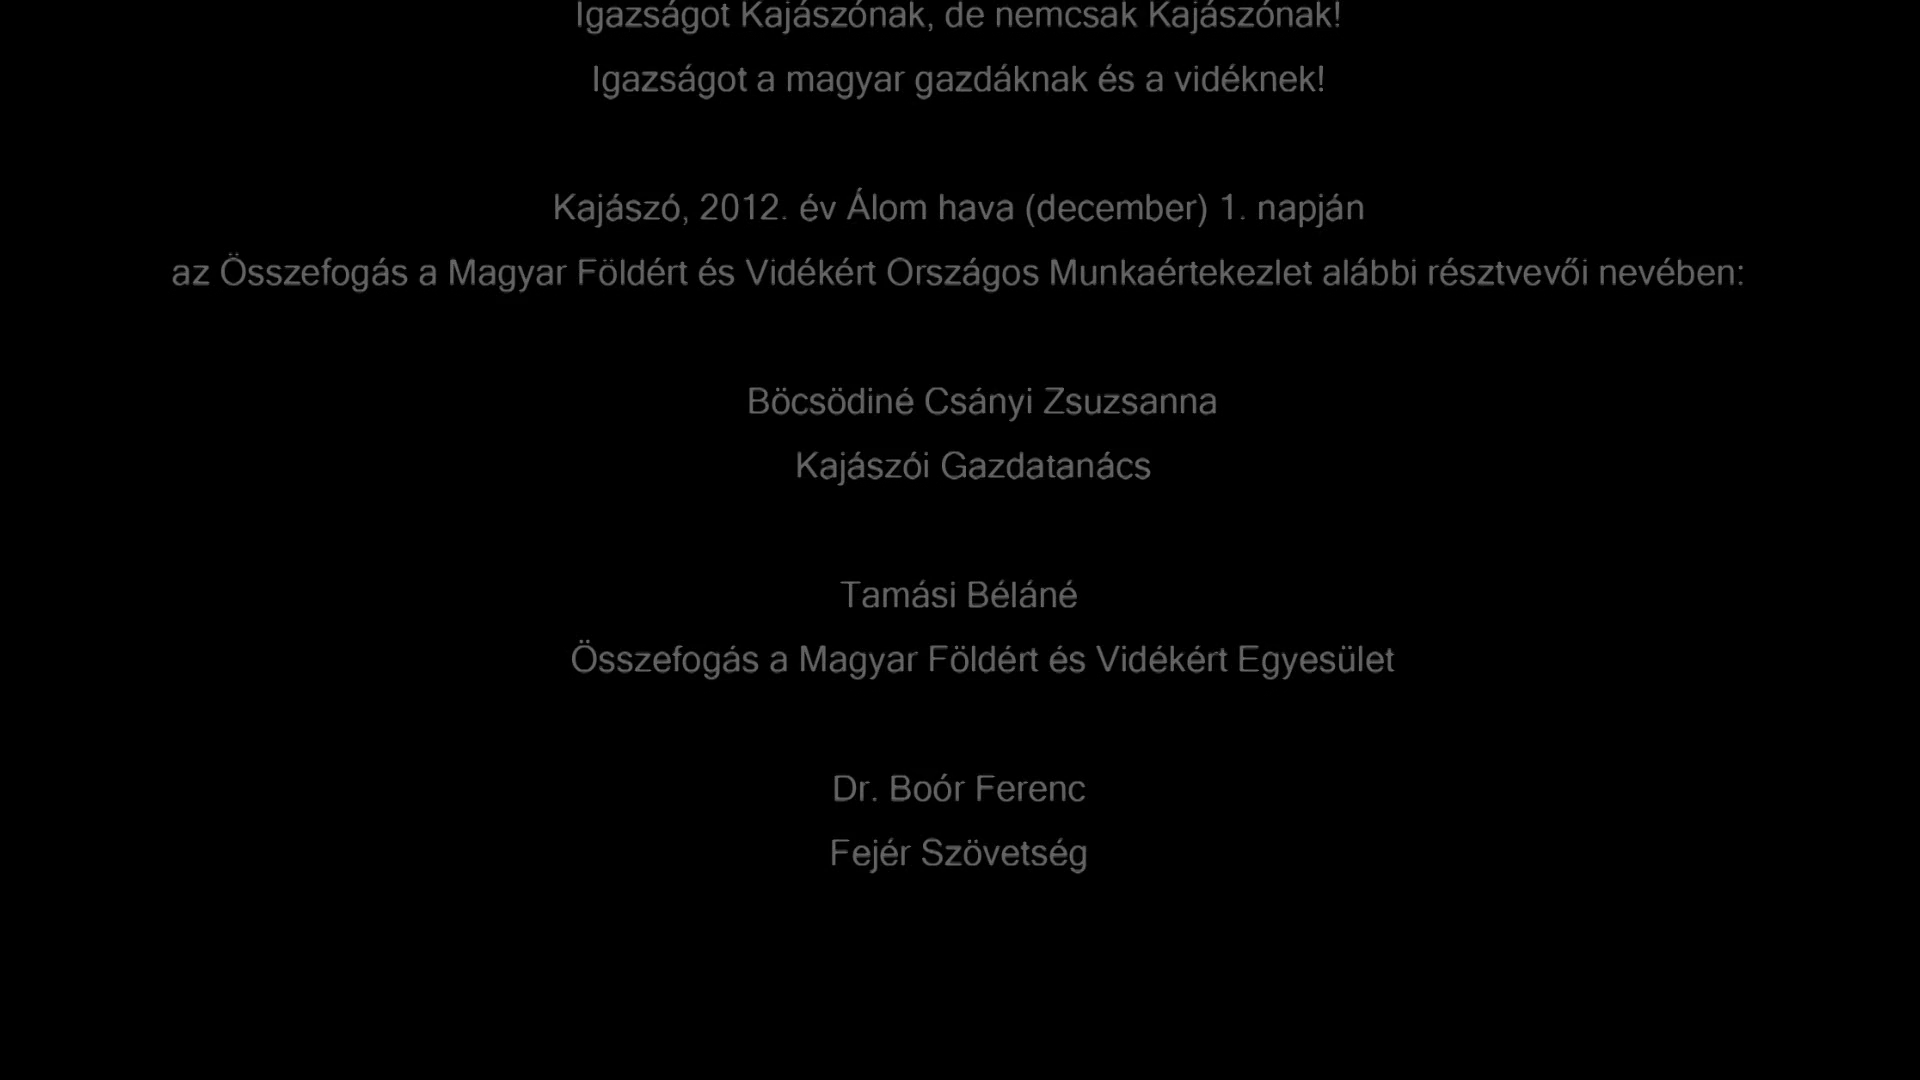 Igazságot Kajászónak, de nemcsak Kajászónak!
Igazságot a magyar gazdáknak és a vidéknek!
Kajászó, 2012. év Álom hava (december) 1. napján
az Összefogás a Magyar Földért és Vidékért Országos Munkaértekezlet alábbi résztvevői nevében:
Böcsödiné Csányi Zsuzsanna
Kajászói Gazdatanács
Tamási Béláné
Összefogás a Magyar Földért és Vidékért Egyesület
Dr. Boór Ferenc
Fejér Szövetség